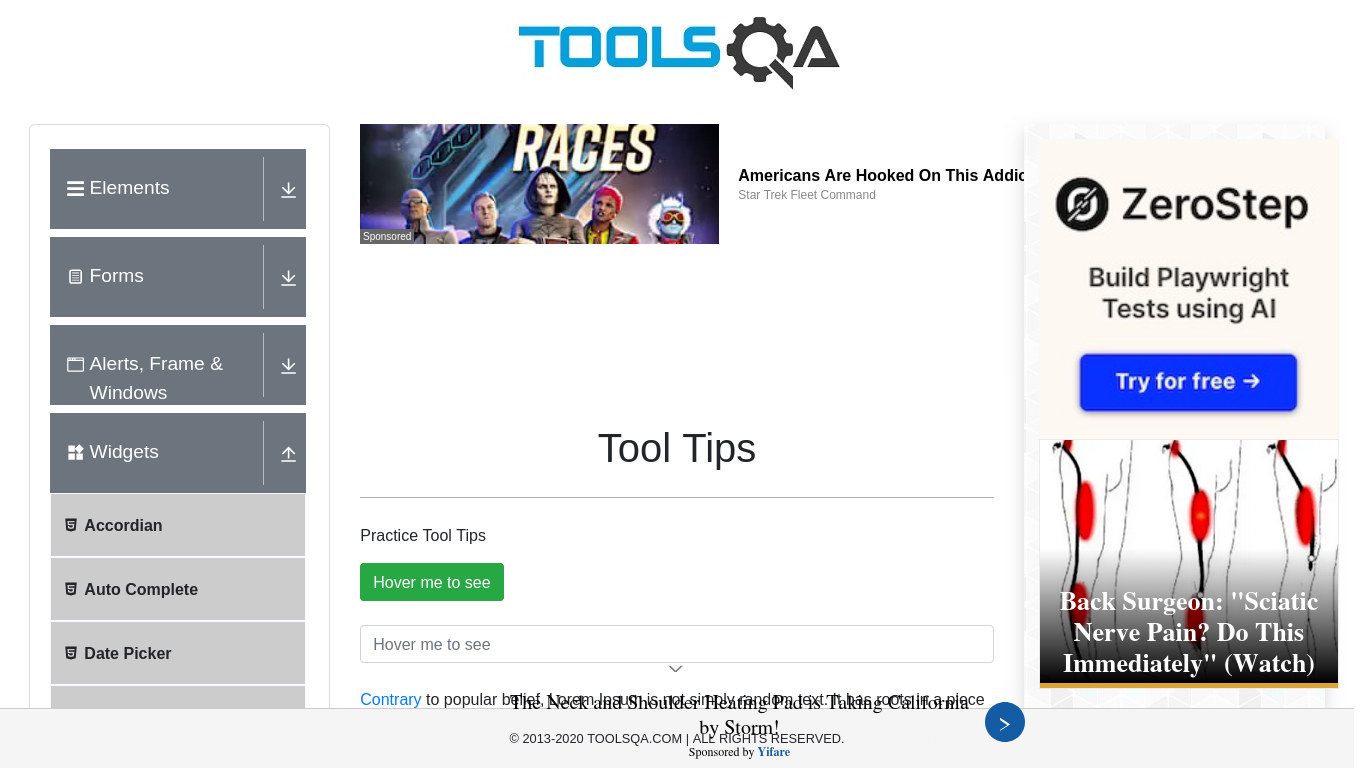 TOOLSQA
Elements
Forms
Alerts, Frame &
Windows
Widgets
Accordian
Auto Complete
Date Picker
RACES
Sponsored
Americans Are Hooked On This Addic
Star Trek Fleet Command
Tool Tips
Practice Tool Tips
Hover me to see
Hover me to see
Contrary to popular belief, Lorem Ipsum is not simply random text. It has roots in a piece
The Neck and Shoulder Heating Pad is Taking California
by Storm!
© 2013-2020 TOOLSQA.COM | ALL RIGHTS RESERVED.
Sponsored by Yifare
ZeroStep
Build Playwright
Tests using AI
Try for free →
Back Surgeon: "Sciatic
Nerve Pain? Do This
Immediately" (Watch)